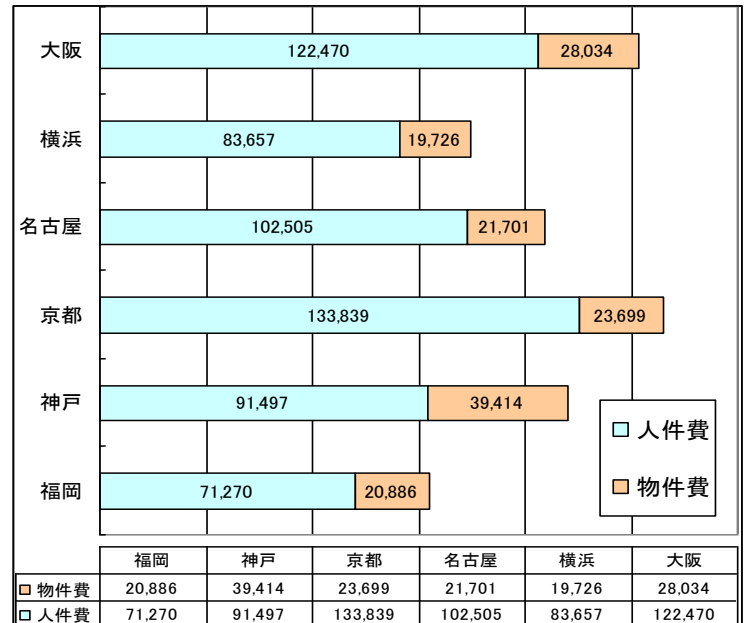 大阪 122,470 28,034
横浜 83,657 19,726
名古屋 102,505 21,701
京都 133,839 23,699
神戸 91,497 39,414
人件費
物件費
福岡 71,270 20,886
福岡 神戸 京都 名古屋 横浜 大阪
物件費 20,886 39,414 23,699 21,701 19,726 28,034
人件費 71,270 91,497 133,839 102,505 83,657 122,470